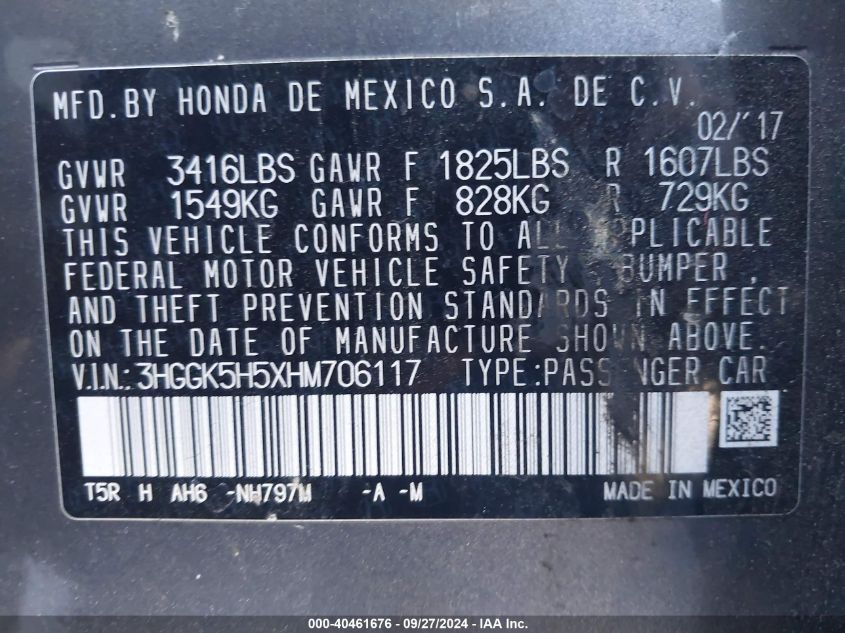 MFD.BY HONDA DE MEXICO S.A. DE C.V.
02/'17
GVWR 3416LBS GAWR F 1825LBS R 1607LBS
GVWR 1549KG GAWR F 828KG R 729KG
THIS VEHICLE CONFORMS TO ALL APPLICABLE
FEDERAL MOTOR VEHICLE SAFETY, BUMPER,
AND THEFT PREVENTION STANDARDS IN EFFECT
ON THE DATE OF MANUFACTURE SHOWN ABOVE.
V.I.N.: 3HGGK5H5XHM706117 TYPE:PASSENGER CAR
T5R H AH6 -NH797M -A -M MADE IN MEXICO
000-40461676 - 09/27/2024 - IAA Inc.